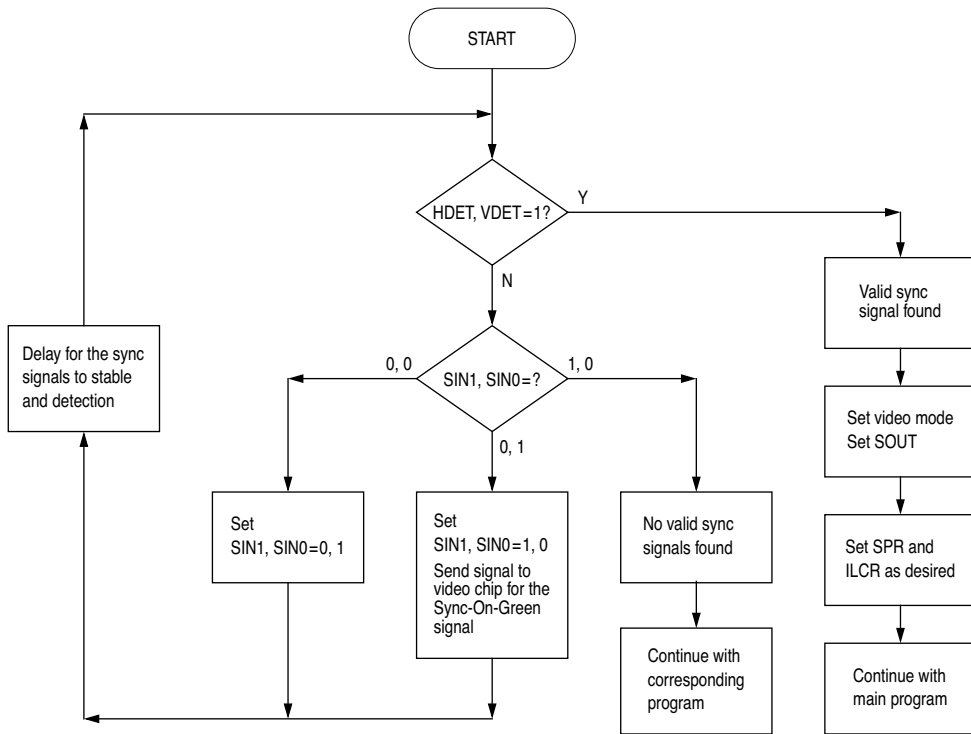 START
HDET, VDET=1?
Y
N
Valid sync
signal found
Delay for the sync
signals to stable
and detection
0, 0
SIN1, SIN0=?
1, 0
0, 1
Set video mode
Set SOUT
Set
SIN1, SIN0=0, 1
Set
SIN1, SIN0=1, 0
Send signal to
video chip for the
Sync-On-Green
signal
No valid sync
signals found
Set SPR and
ILCR as desired
Continue with
corresponding
program
Continue with
main program